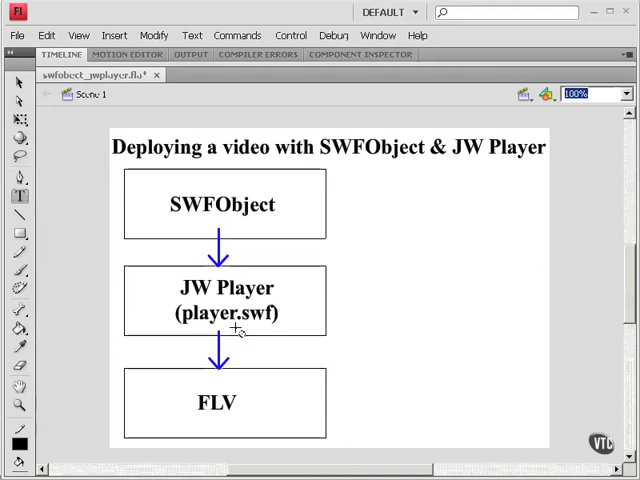 Fl
DEFAULT
File Edit View Insert Modify Text Commands Control Debug Window Help
TIMELINE MOTION EDITOR OUTPUT COMPILER ERRORS COMPONENT INSPECTOR
swfobect_jwplayer.fla*
Scene 1
100%
Deploying a video with SWFObject & JW Player
SWFObject
JW Player
(player.swf)
FLV
VTC